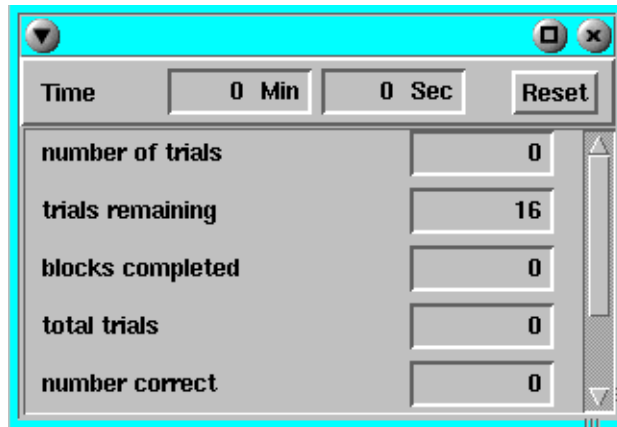 Time 0 Min 0 Sec Reset
number of trials 0
trials remaining 16
blocks completed 0
total trials 0
number correct 0